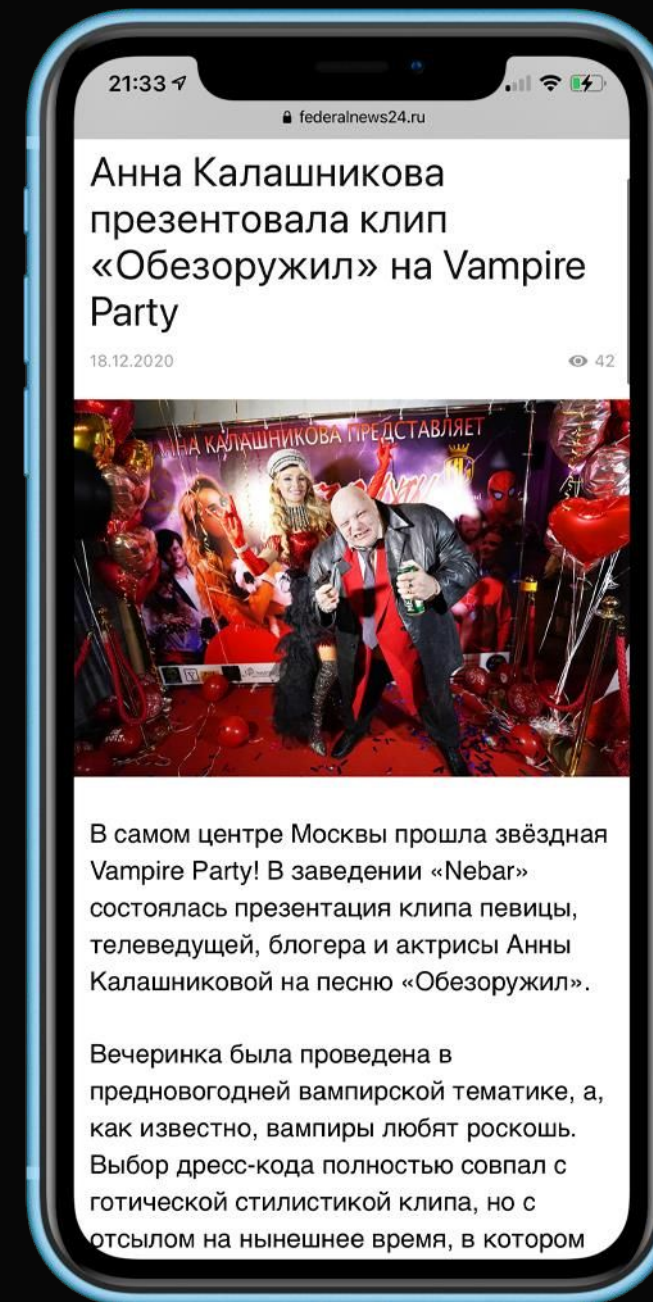 21:33
federalnews24.ru
Анна Калашникова
презентовала клип
«Обезоружил» на Vampire
Party
18.12.2020
42
КАЛАШНИКОВА ПРЕДСТАВЛЯЕТ
В самом центре Москвы прошла звёздная
Vampire Party! В заведении «Nebar»
состоялась презентация клипа певицы,
телеведущей, блогера и актрисы Анны
Калашниковой на песню «Обезоружил».
Вечеринка была проведена в
предновогодней вампирской тематике, а,
как известно, вампиры любят роскошь.
Выбор дресс-кода полностью совпал с
готической стилистикой клипа, но с
отсылом на нынешнее время, в котором